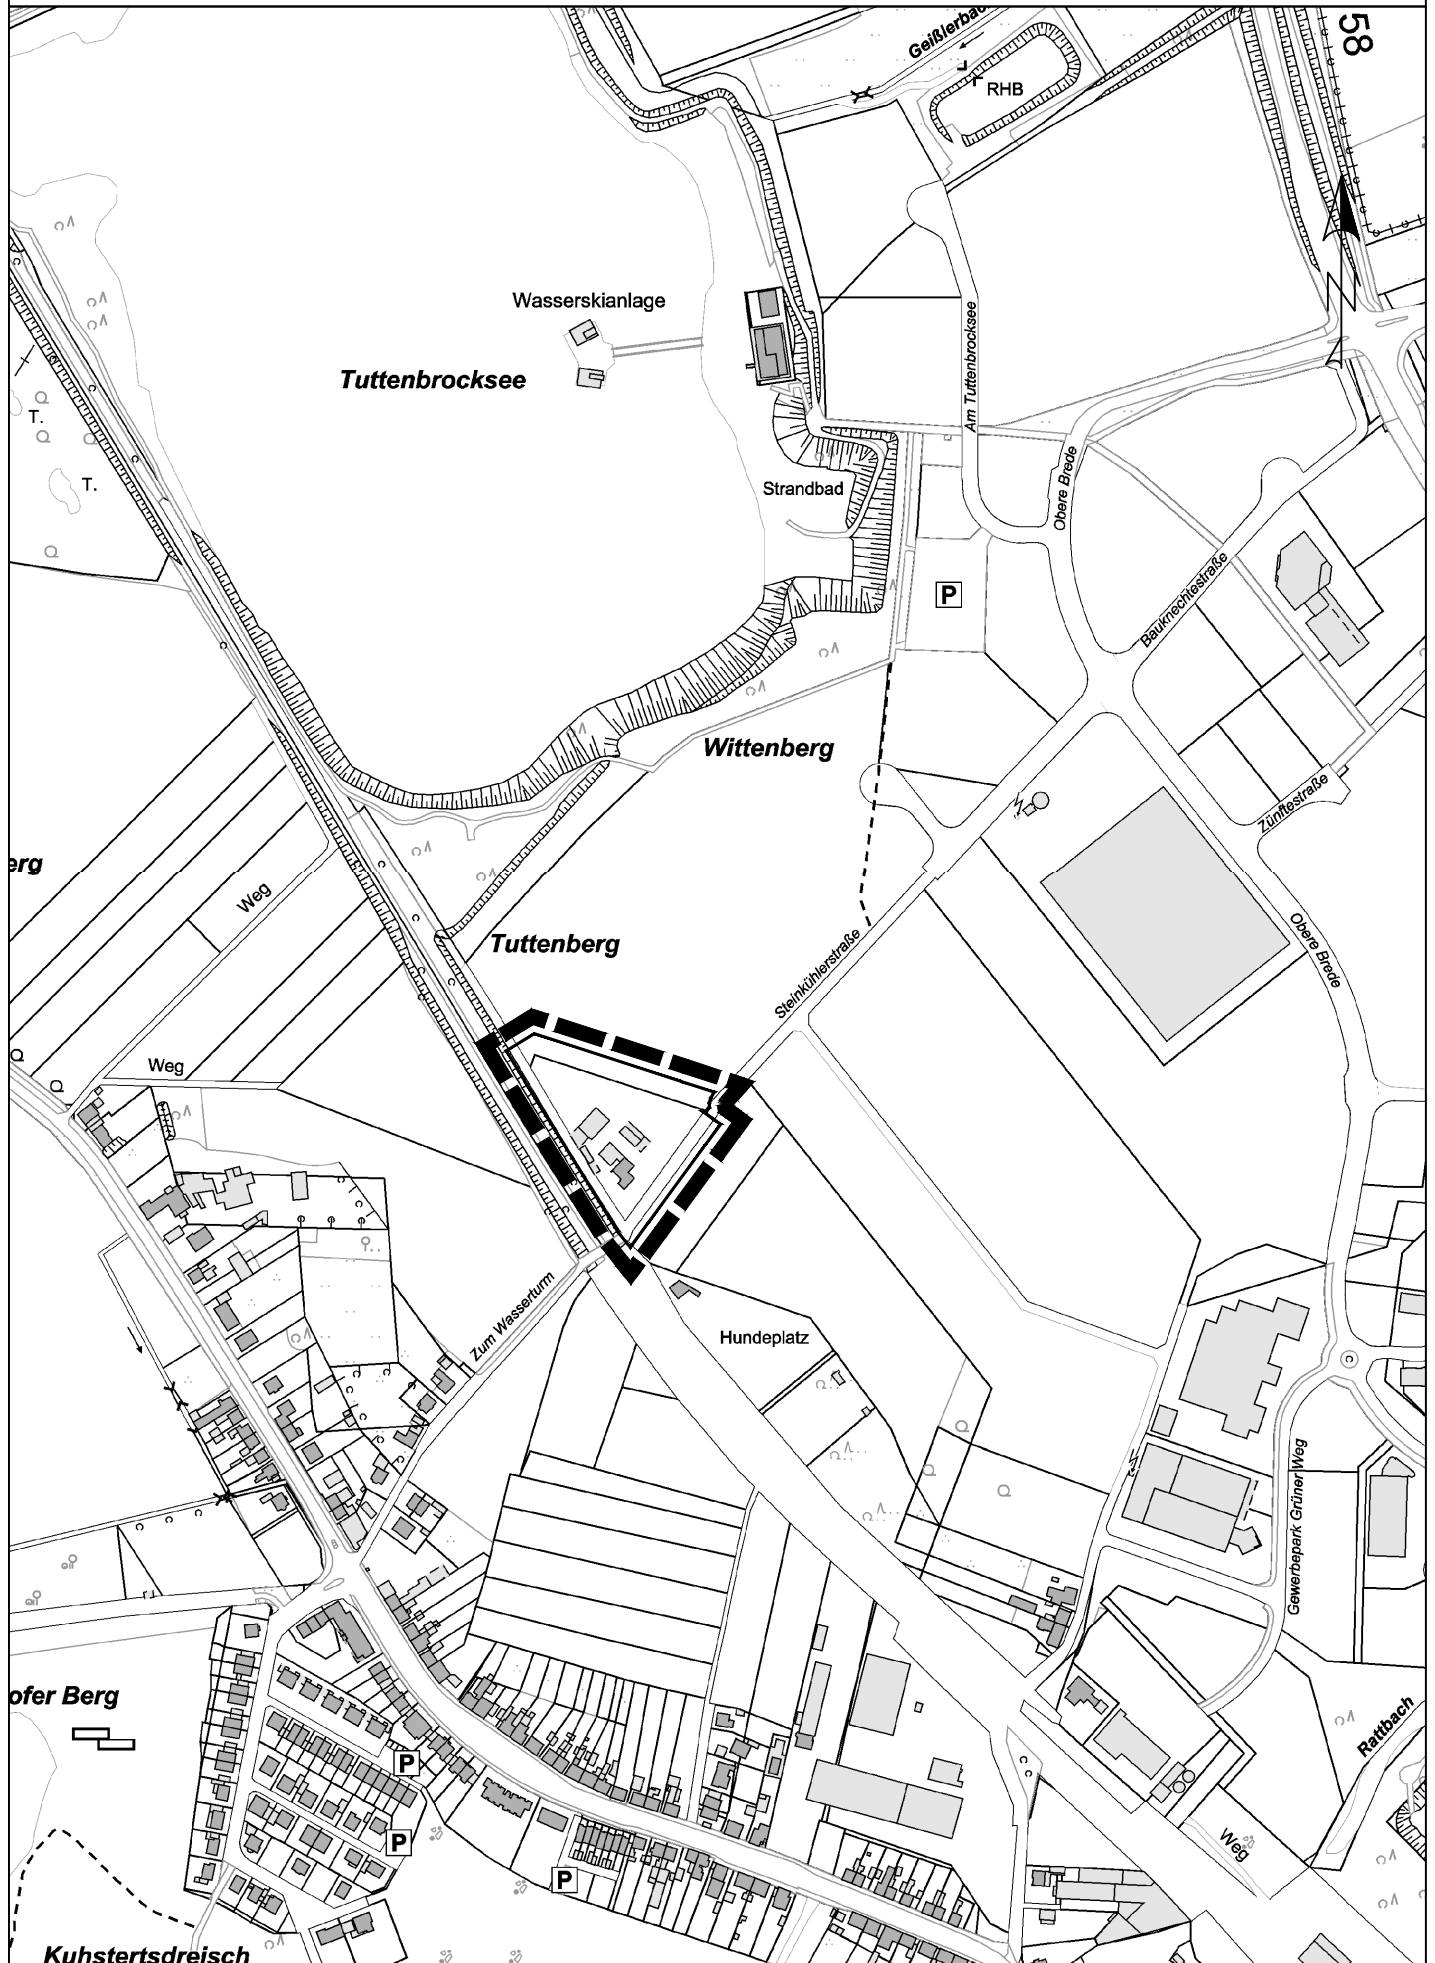 Geißlerbach
58
RHB
Wasserskianlage
Tuttenbrocksee
Am Tuttenbrocksee
T.
T.
Strandbad
Obere Brede
Bauknechtestraße
P
Wittenberg
Zünftestraße
erg
Weg
Tuttenberg
Steinkühlerstraße
Obere Brede
Weg
Zum Wasserturm
Hundeplatz
Gewerbepark Grüner Weg
ofer Berg
Rattbach
P
P
P
Weg
Kuhstertsdreisch